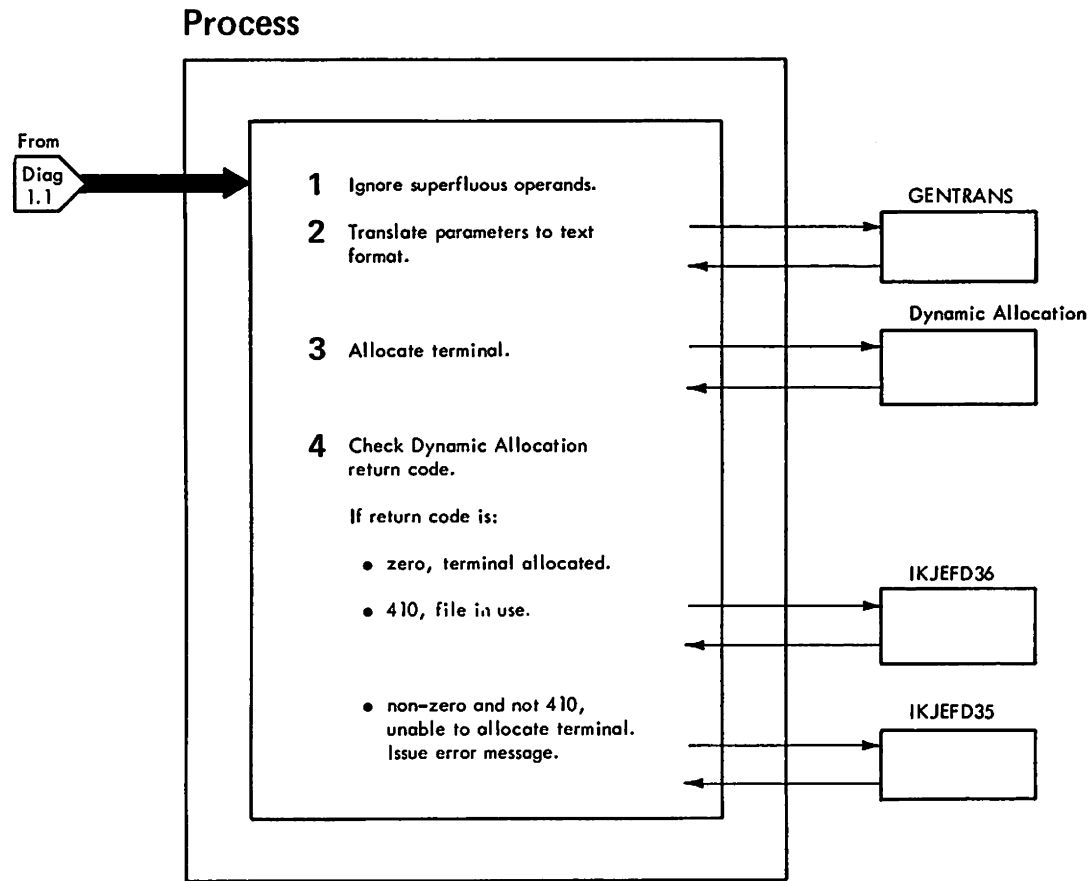 Process
From
Diag
1.1
1 Ignore superfluous operands.
GENTRANS
2 Translate parameters to text
format.
Dynamic Allocation
3 Allocate terminal.
4 Check Dynamic Allocation
return code.
If return code is:
• zero, terminal allocated.
IKJEFD36
• 410, file in use.
• non-zero and not 410,
unable to allocate terminal.
Issue error message.
IKJEFD35